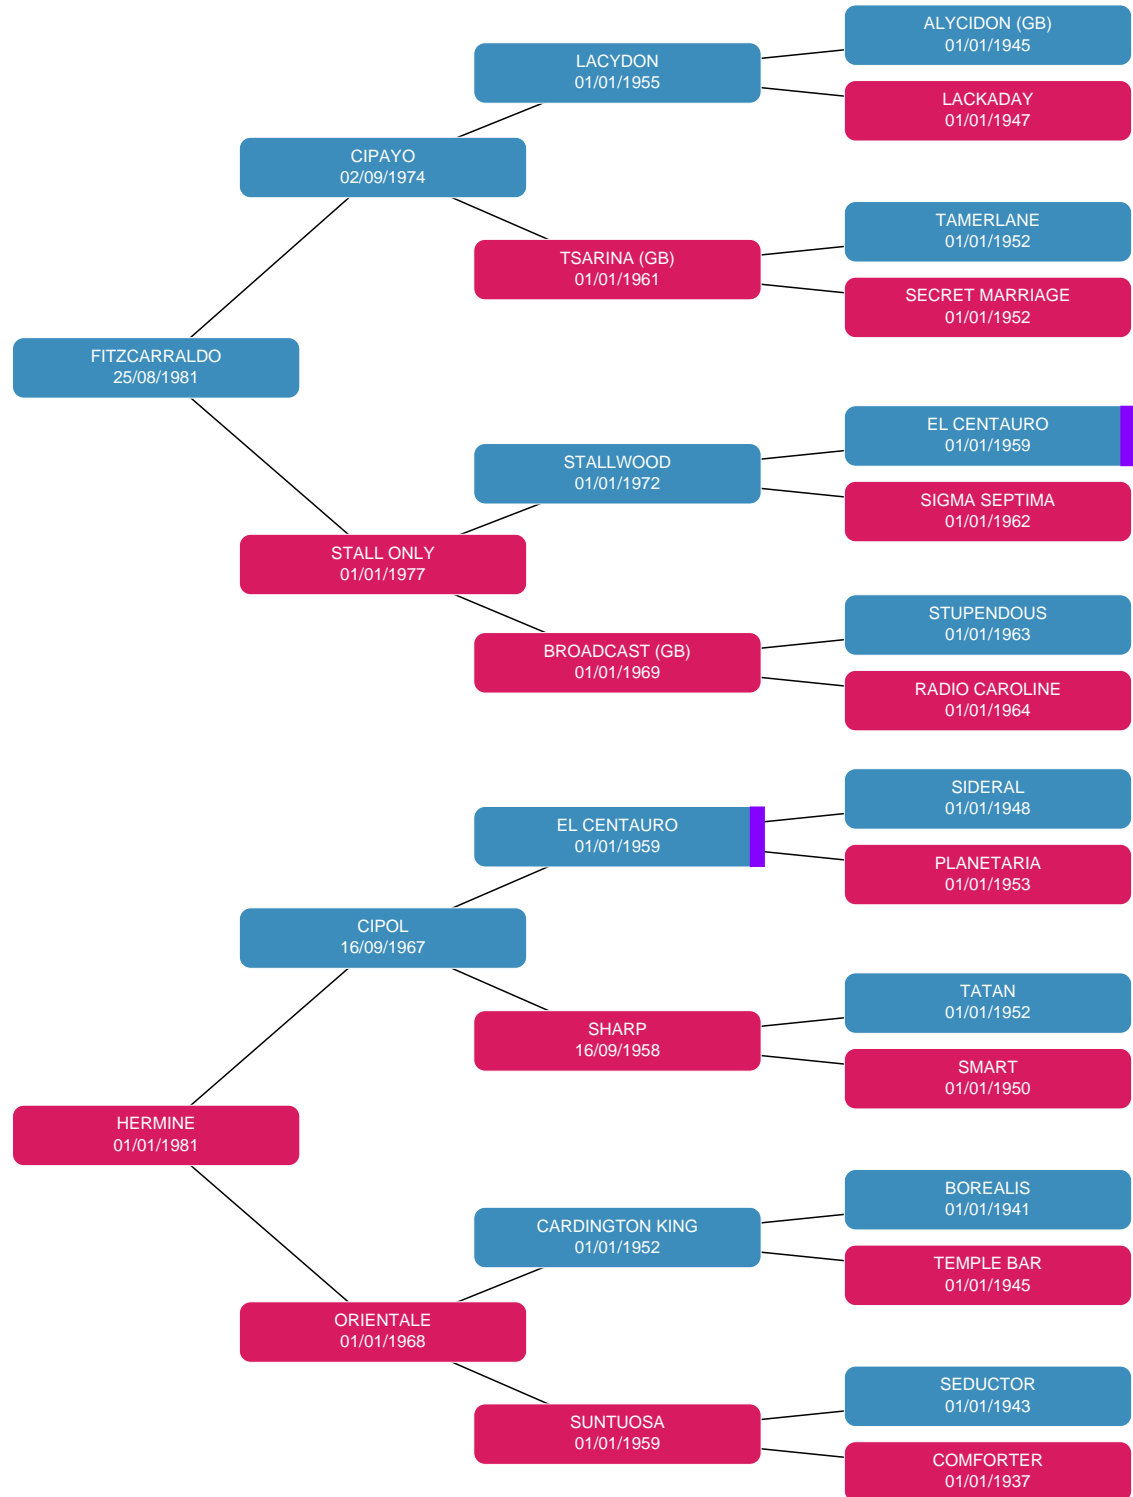 ALYCIDON (GB)
01/01/1945
LACYDON
01/01/1955
LACKADAY
01/01/1947
CIPAYO
02/09/1974
TAMERLANE
01/01/1952
TSARINA (GB)
01/01/1961
SECRET MARRIAGE
01/01/1952
FITZCARRALDO
25/08/1981
EL CENTAURO
01/01/1959
STALLWOOD
01/01/1972
SIGMA SEPTIMA
01/01/1962
STALL ONLY
01/01/1977
STUPENDOUS
01/01/1963
BROADCAST (GB)
01/01/1969
RADIO CAROLINE
01/01/1964
SIDERAL
01/01/1948
EL CENTAURO
01/01/1959
PLANETARIA
01/01/1953
CIPOL
16/09/1967
TATAN
01/01/1952
SHARP
16/09/1958
SMART
01/01/1950
HERMINE
01/01/1981
BOREALIS
01/01/1941
CARDINGTON KING
01/01/1952
TEMPLE BAR
01/01/1945
ORIENTALE
01/01/1968
SEDUCTOR
01/01/1943
SUNTUOSA
01/01/1959
COMFORTER
01/01/1937